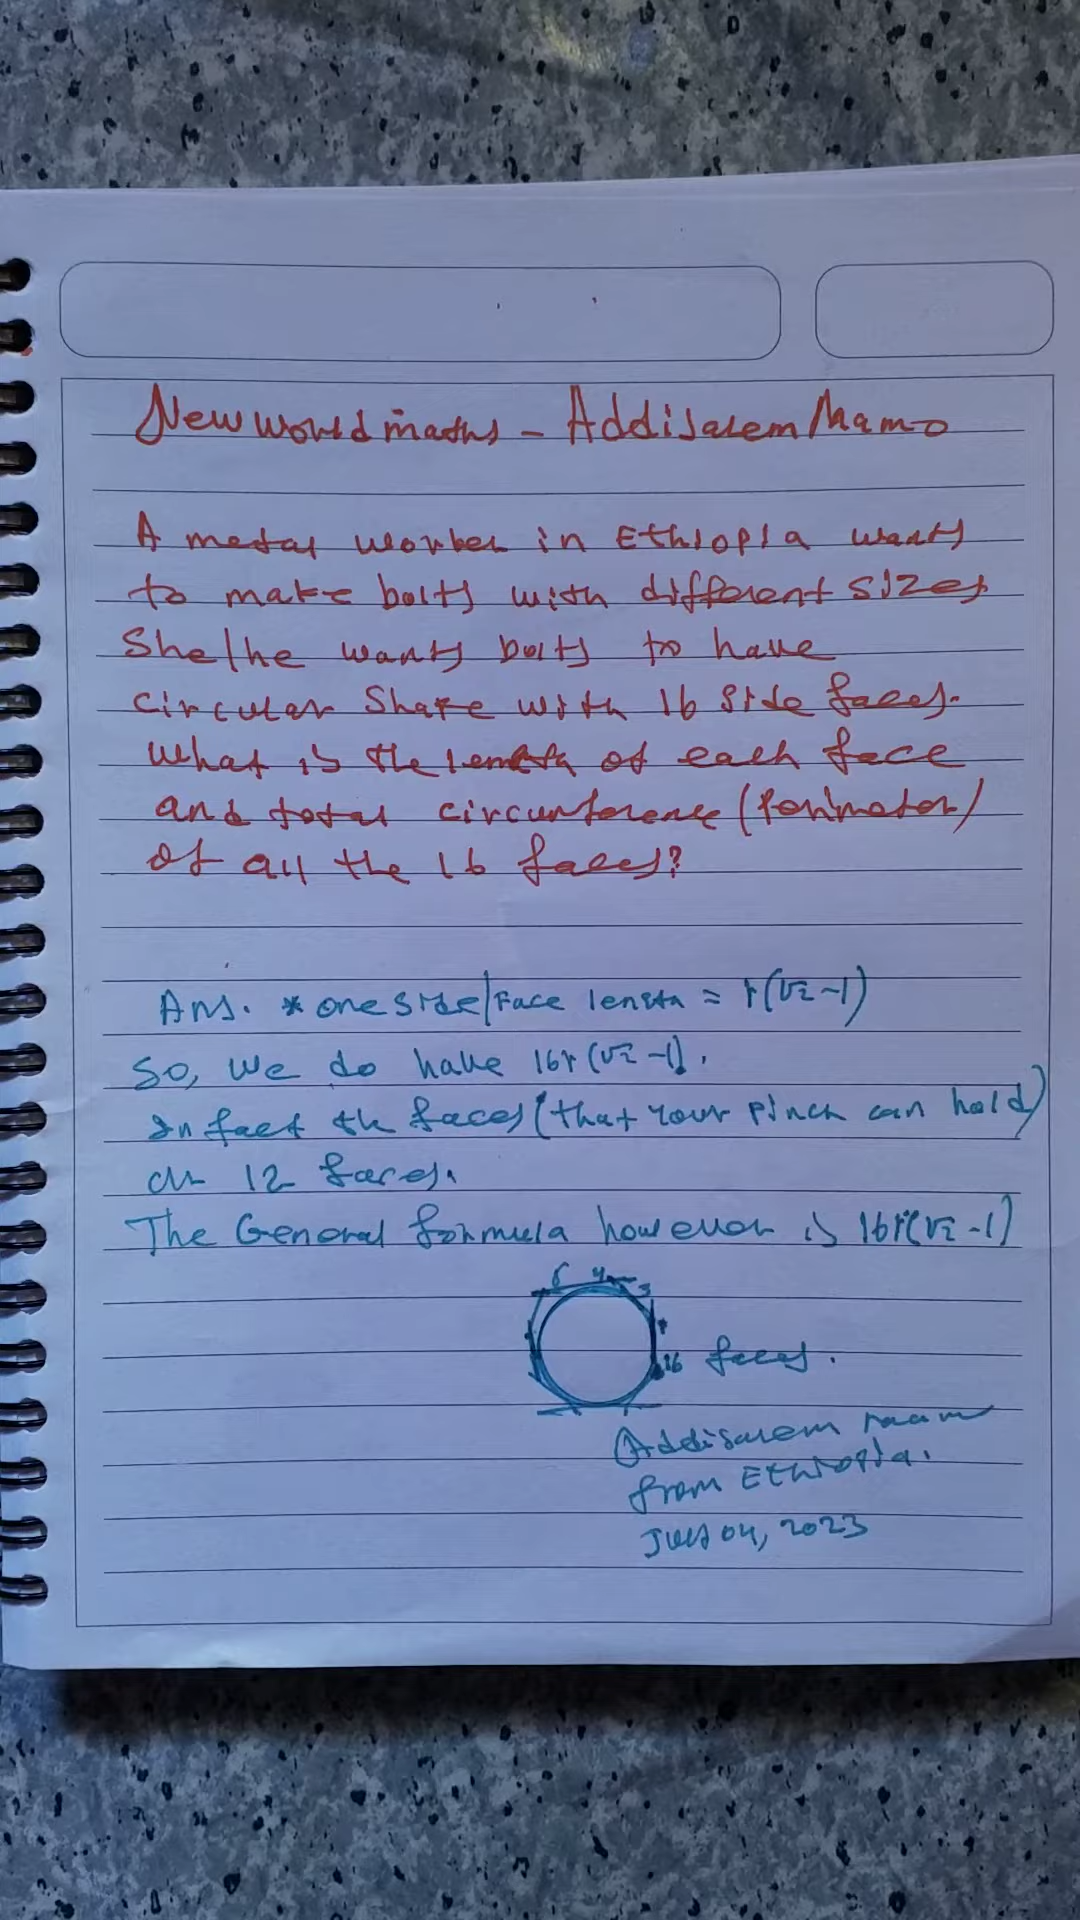 New world maths - Addisalem Mamo
A metal worker in Ethiopia wants
to make bolts with different sizes
She/he wants bolts to have
circular shape with 16 side faces.
What is the length of each face
and total circumference (perimeter)
of all the 16 faces?
Ans. * one side/Face length = r(√2-1)
So, we do have 16r(√2-1).
In fact the faces (that your pinch can hold)
are 12 faces.
The General formula however is 16r(√2-1)
16 faces.
Addisalem
from Ethiopia.
July 04, 2023